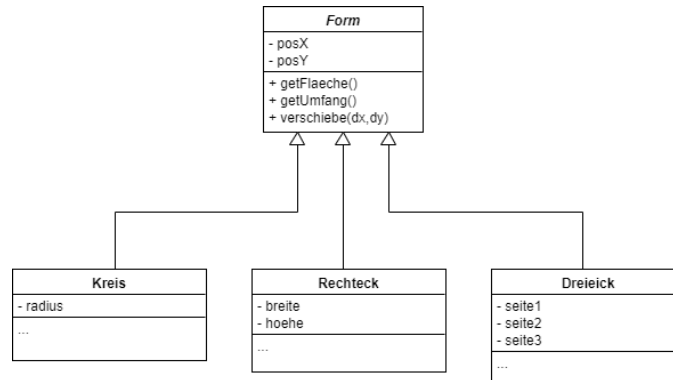 Form
- posX
- posY
+ getFlaeche()
+ getUmfang()
+ verschiebe(dx,dy)
Kreis
- radius
...
Rechteck
- breite
- hoehe
...
Dreieick
- seite1
- seite2
- seite3
...